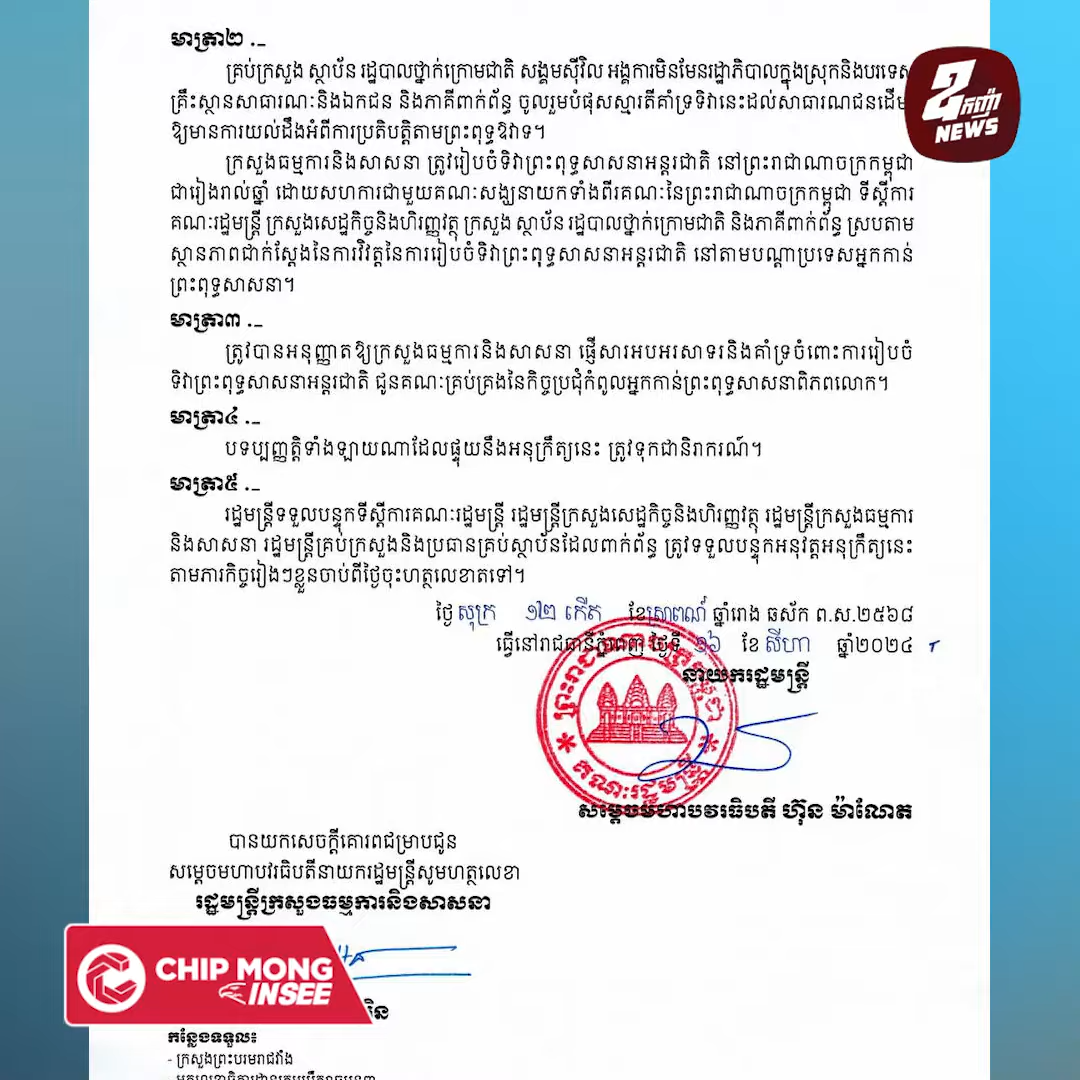 មាត្រា២ ._
គ្រប់ក្រសួង ស្ថាប័ន រដ្ឋបាលថ្នាក់ក្រោមជាតិ សង្គមស៊ីវិល អង្គការមិនមែនរដ្ឋាភិបាលក្នុងស្រុកនិងបរទេស
គ្រឹះស្ថានសាធារណៈនិងឯកជន និងភាគីពាក់ព័ន្ធ ចូលរួមបំផុសស្មារតីគាំទ្រទិវានេះដល់សាធារណជនដើម្បី
ឱ្យមានការយល់ដឹងអំពីការប្រតិបត្តិតាមព្រះពុទ្ធឱវាទ។
ក្រសួងធម្មការនិងសាសនា ត្រូវរៀបចំទិវាព្រះពុទ្ធសាសនាអន្តរជាតិ នៅព្រះរាជាណាចក្រកម្ពុជា
ជារៀងរាល់ឆ្នាំ ដោយសហការជាមួយគណៈសង្ឃនាយកទាំងពីរគណៈនៃព្រះរាជាណាចក្រកម្ពុជា ទីស្តីការ
គណៈរដ្ឋមន្ត្រី ក្រសួងសេដ្ឋកិច្ចនិងហិរញ្ញវត្ថុ ក្រសួង ស្ថាប័ន រដ្ឋបាលថ្នាក់ក្រោមជាតិ និងភាគីពាក់ព័ន្ធ ស្របតាម
ស្ថានភាពជាក់ស្តែងនៃការវិវត្តនៃការរៀបចំទិវាព្រះពុទ្ធសាសនាអន្តរជាតិ នៅតាមបណ្តាប្រទេសអ្នកកាន់
ព្រះពុទ្ធសាសនា។
មាត្រា៣ ._
ត្រូវបានអនុញ្ញាតឱ្យក្រសួងធម្មការនិងសាសនា ផ្ញើសារអបអរសាទរនិងគាំទ្រចំពោះការរៀបចំ
ទិវាព្រះពុទ្ធសាសនាអន្តរជាតិ ជូនគណៈគ្រប់គ្រងនៃកិច្ចប្រជុំកំពូលអ្នកកាន់ព្រះពុទ្ធសាសនាពិភពលោក។
មាត្រា៤ ._
បទប្បញ្ញត្តិទាំងឡាយណាដែលផ្ទុយនឹងអនុក្រឹត្យនេះ ត្រូវទុកជានិរាករណ៍។
មាត្រា៥ ._
រដ្ឋមន្ត្រីទទួលបន្ទុកទីស្តីការគណៈរដ្ឋមន្ត្រី រដ្ឋមន្ត្រីក្រសួងសេដ្ឋកិច្ចនិងហិរញ្ញវត្ថុ រដ្ឋមន្ត្រីក្រសួងធម្មការ
និងសាសនា រដ្ឋមន្ត្រីគ្រប់ក្រសួងនិងប្រធានគ្រប់ស្ថាប័នដែលពាក់ព័ន្ធ ត្រូវទទួលបន្ទុកអនុវត្តអនុក្រឹត្យនេះ
តាមភារកិច្ចរៀងៗខ្លួនចាប់ពីថ្ងៃចុះហត្ថលេខាតទៅ។
ថ្ងៃ សុក្រ ១២ កើត ខែស្រាពណ៍ ឆ្នាំរោង ឆស័ក ព.ស.២៥៦៨
ធ្វើនៅរាជធានីភ្នំពេញ ថ្ងៃទី ១៦ ខែ សីហា ឆ្នាំ២០២៤
នាយករដ្ឋមន្ត្រី
ព្រះរាជាណាចក្រកម្ពុជា
គណៈរដ្ឋមន្ត្រី
សម្តេចមហាបវរធិបតី ហ៊ុន ម៉ាណែត
បានយកសេចក្តីគោរពជម្រាបជូន
សម្តេចមហាបវរធិបតីនាយករដ្ឋមន្ត្រីសូមហត្ថលេខា
រដ្ឋមន្ត្រីក្រសួងធម្មការនិងសាសនា
កន្លែងទទួល៖
- ក្រសួងព្រះបរមរាជវាំង
ឧកញ៉ា
NEWS
CHIP MONG
INSEE